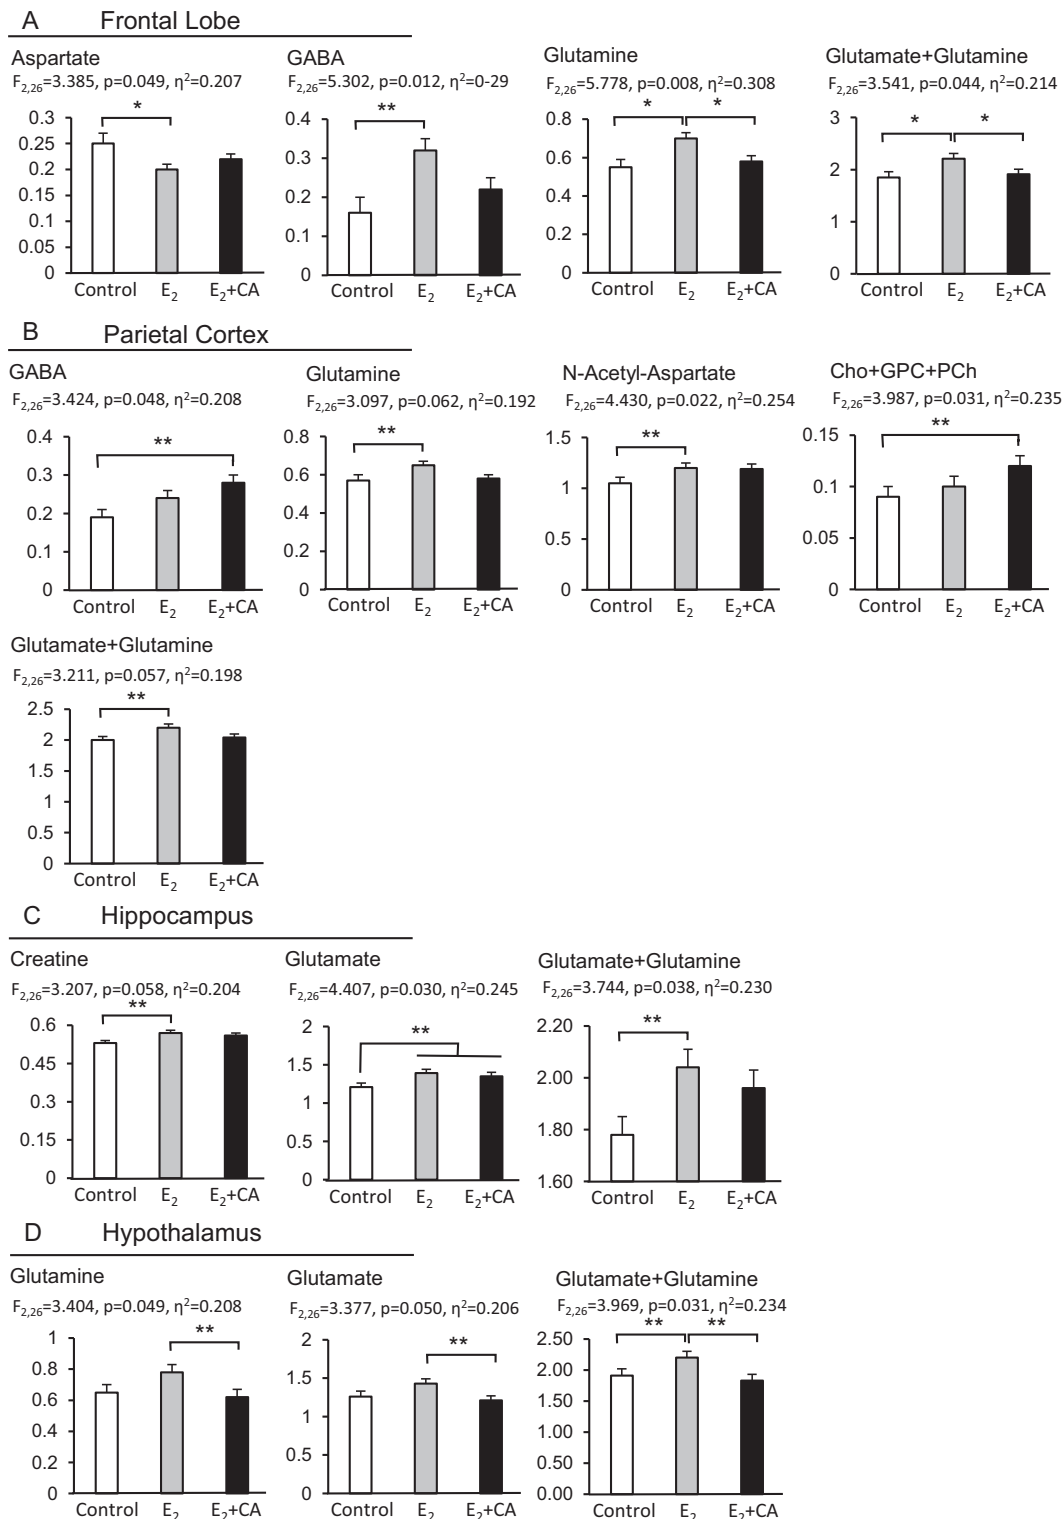 A Frontal Lobe
Aspartate
F2,26=3.385, p=0.049, η²=0.207
*
0.3
0.25
0.2
0.15
0.1
0.05
0
Control E2 E2+CA
GABA
F2,26=5.302, p=0.012, η²=0-29
**
0.4
0.3
0.2
0.1
0
Control E2 E2+CA
Glutamine
F2,26=5.778, p=0.008, η²=0.308
* *
0.8
0.6
0.4
0.2
0
Control E2 E2+CA
Glutamate+Glutamine
F2,26=3.541, p=0.044, η²=0.214
* *
3
2
1
0
Control E2 E2+CA
B Parietal Cortex
GABA
F2,26=3.424, p=0.048, η²=0.208
**
0.4
0.3
0.2
0.1
0
Control E2 E2+CA
Glutamine
F2,26=3.097, p=0.062, η²=0.192
**
0.8
0.6
0.4
0.2
0
Control E2 E2+CA
N-Acetyl-Aspartate
F2,26=4.430, p=0.022, η²=0.254
**
1.5
1
0.5
0
Control E2 E2+CA
Cho+GPC+PCh
F2,26=3.987, p=0.031, η²=0.235
**
0.15
0.1
0.05
0
Control E2 E2+CA
Glutamate+Glutamine
F2,26=3.211, p=0.057, η²=0.198
**
2.5
2
1.5
1
0.5
0
Control E2 E2+CA
C Hippocampus
Creatine
F2,26=3.207, p=0.058, η²=0.204
**
0.6
0.45
0.3
0.15
0
Control E2 E2+CA
Glutamate
F2,26=4.407, p=0.030, η²=0.245
**
2
1.5
1
0.5
0
Control E2 E2+CA
Glutamate+Glutamine
F2,26=3.744, p=0.038, η²=0.230
**
2.20
2.00
1.80
1.60
Control E2 E2+CA
D Hypothalamus
Glutamine
F2,26=3.404, p=0.049, η²=0.208
**
1
0.8
0.6
0.4
0.2
0
Control E2 E2+CA
Glutamate
F2,26=3.377, p=0.050, η²=0.206
**
2
1.5
1
0.5
0
Control E2 E2+CA
Glutamate+Glutamine
F2,26=3.969, p=0.031, η²=0.234
** **
2.50
2.00
1.50
1.00
0.00
Control E2 E2+CA